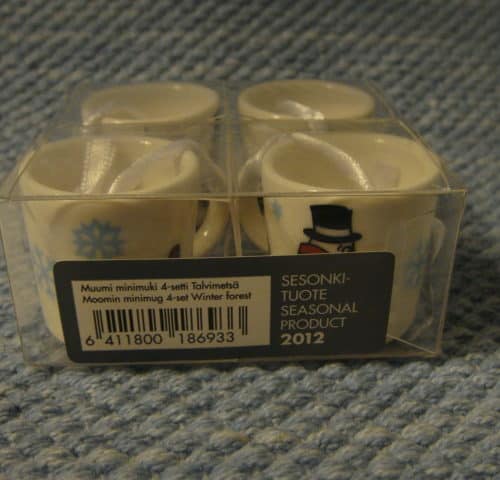 Muumi minimuki 4-setti Talvimetsä
Moomin minimug 4-set Winter forest
6 411800 186933
SESONKI-
TUOTE
SEASONAL
PRODUCT
2012